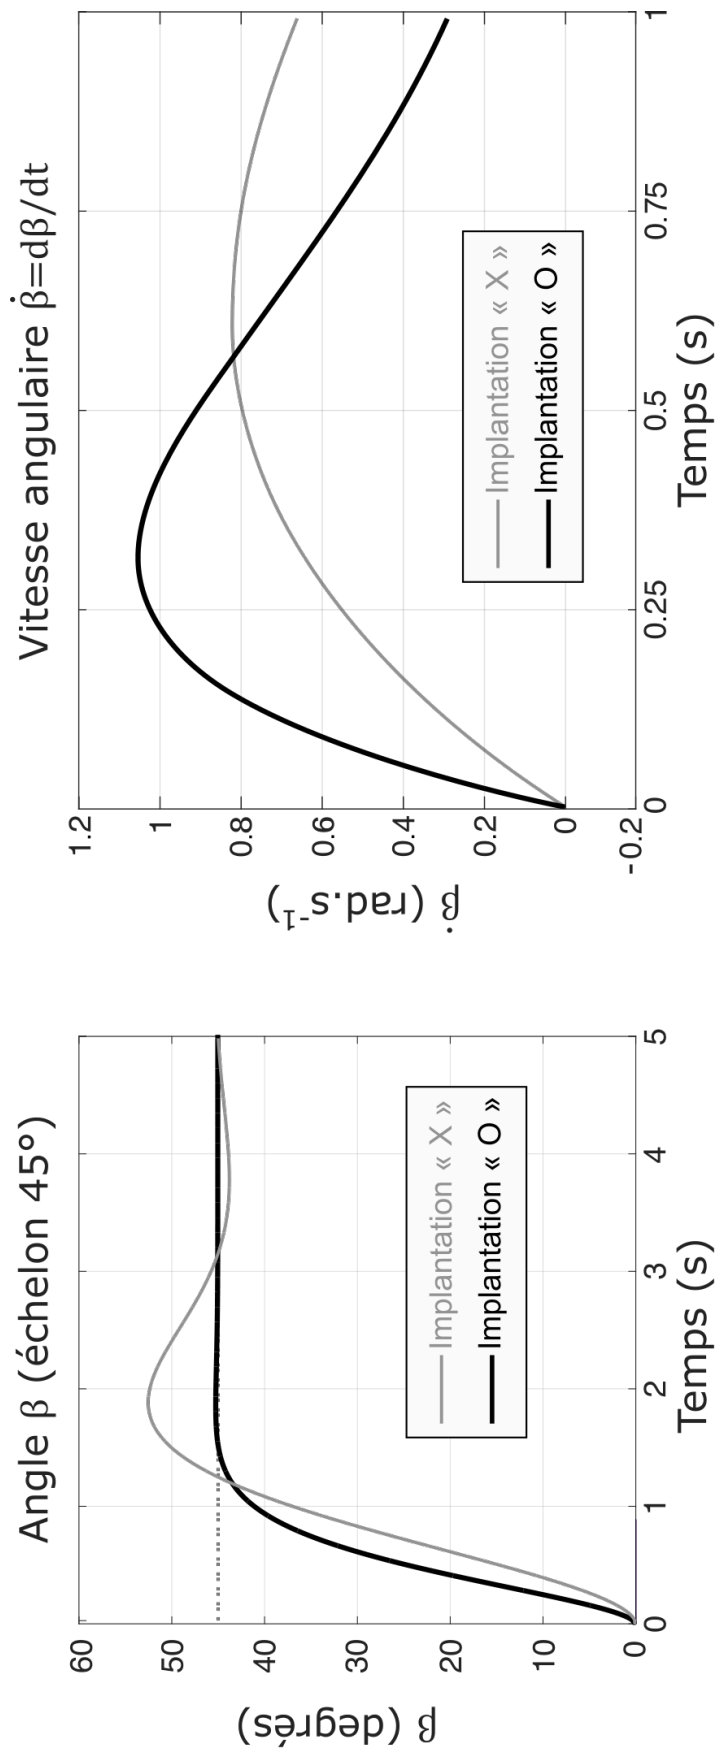 Angle β (échelon 45°)
60
50
40
30
20
10
0
β (degrés)
Implantation « X »
Implantation « O »
0
1
2
3
4
5
Temps (s)
Vitesse angulaire β̇=dβ/dt
1.2
1
0.8
0.6
0.4
0.2
0
-0.2
β̇ (rad.s⁻¹)
Implantation « X »
Implantation « O »
0
0.25
0.5
0.75
1
Temps (s)